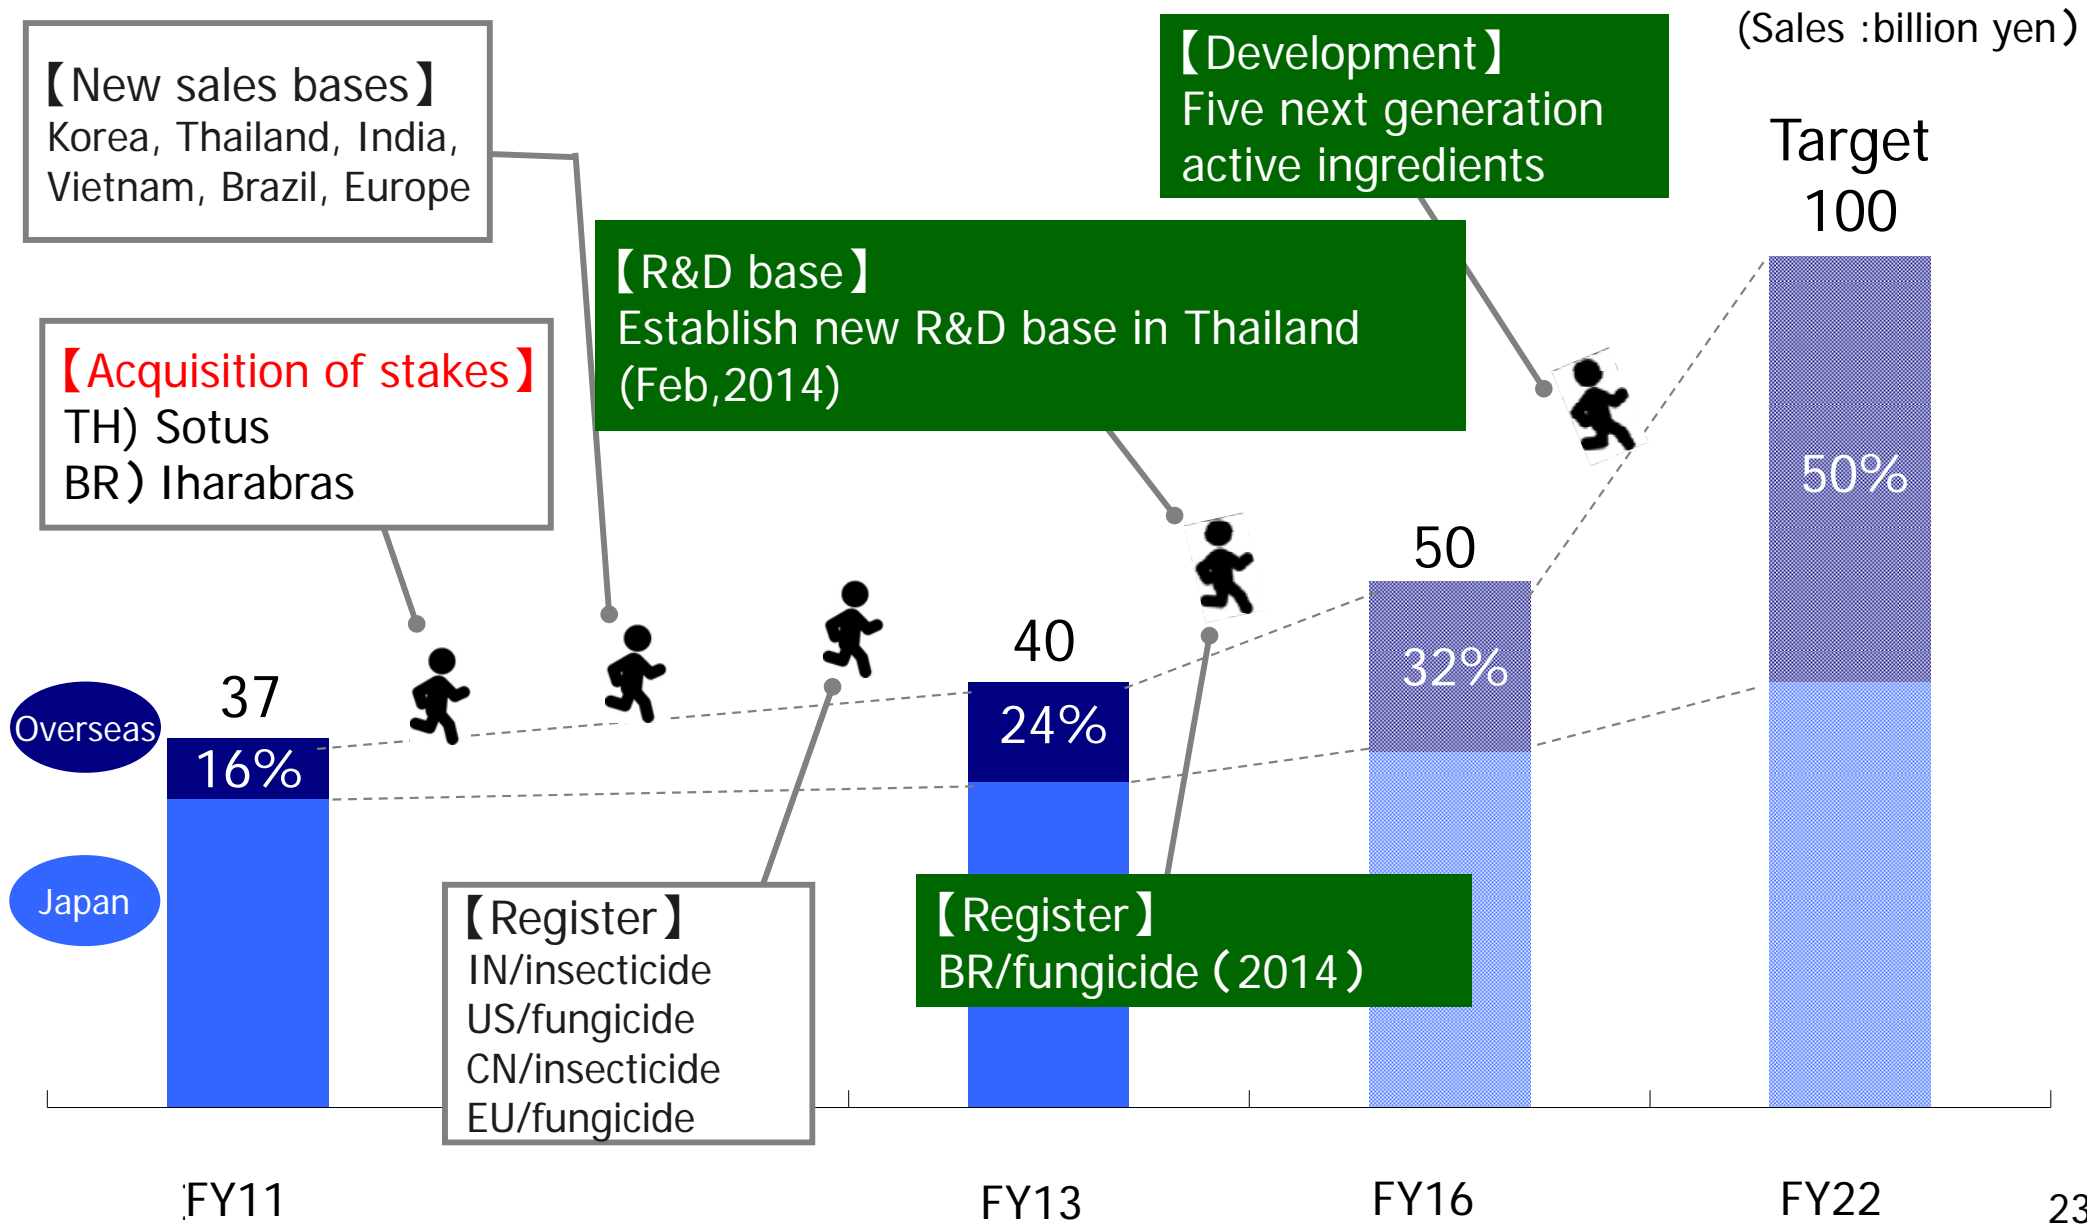 (Sales :billion yen)
【New sales bases】
Korea, Thailand, India,
Vietnam, Brazil, Europe
【Development】
Five next generation
active ingredients
Target
100
【R&D base】
Establish new R&D base in Thailand
(Feb,2014)
【Acquisition of stakes】
TH) Sotus
BR) Iharabras
50%
50
32%
40
24%
37
16%
Overseas
Japan
【Register】
IN/insecticide
US/fungicide
CN/insecticide
EU/fungicide
【Register】
BR/fungicide (2014)
FY11
FY13
FY16
FY22
23